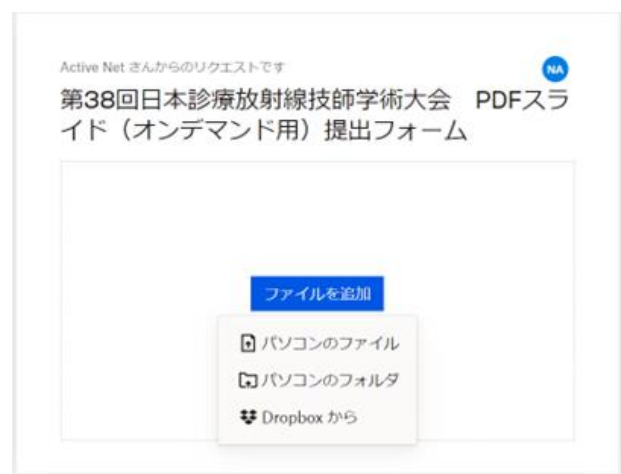 Active Net さんからのリクエストです
NA
第38回日本診療放射線技師学術大会　PDFスラ
イド（オンデマンド用）提出フォーム
ファイルを追加
パソコンのファイル
パソコンのフォルダ
Dropbox から